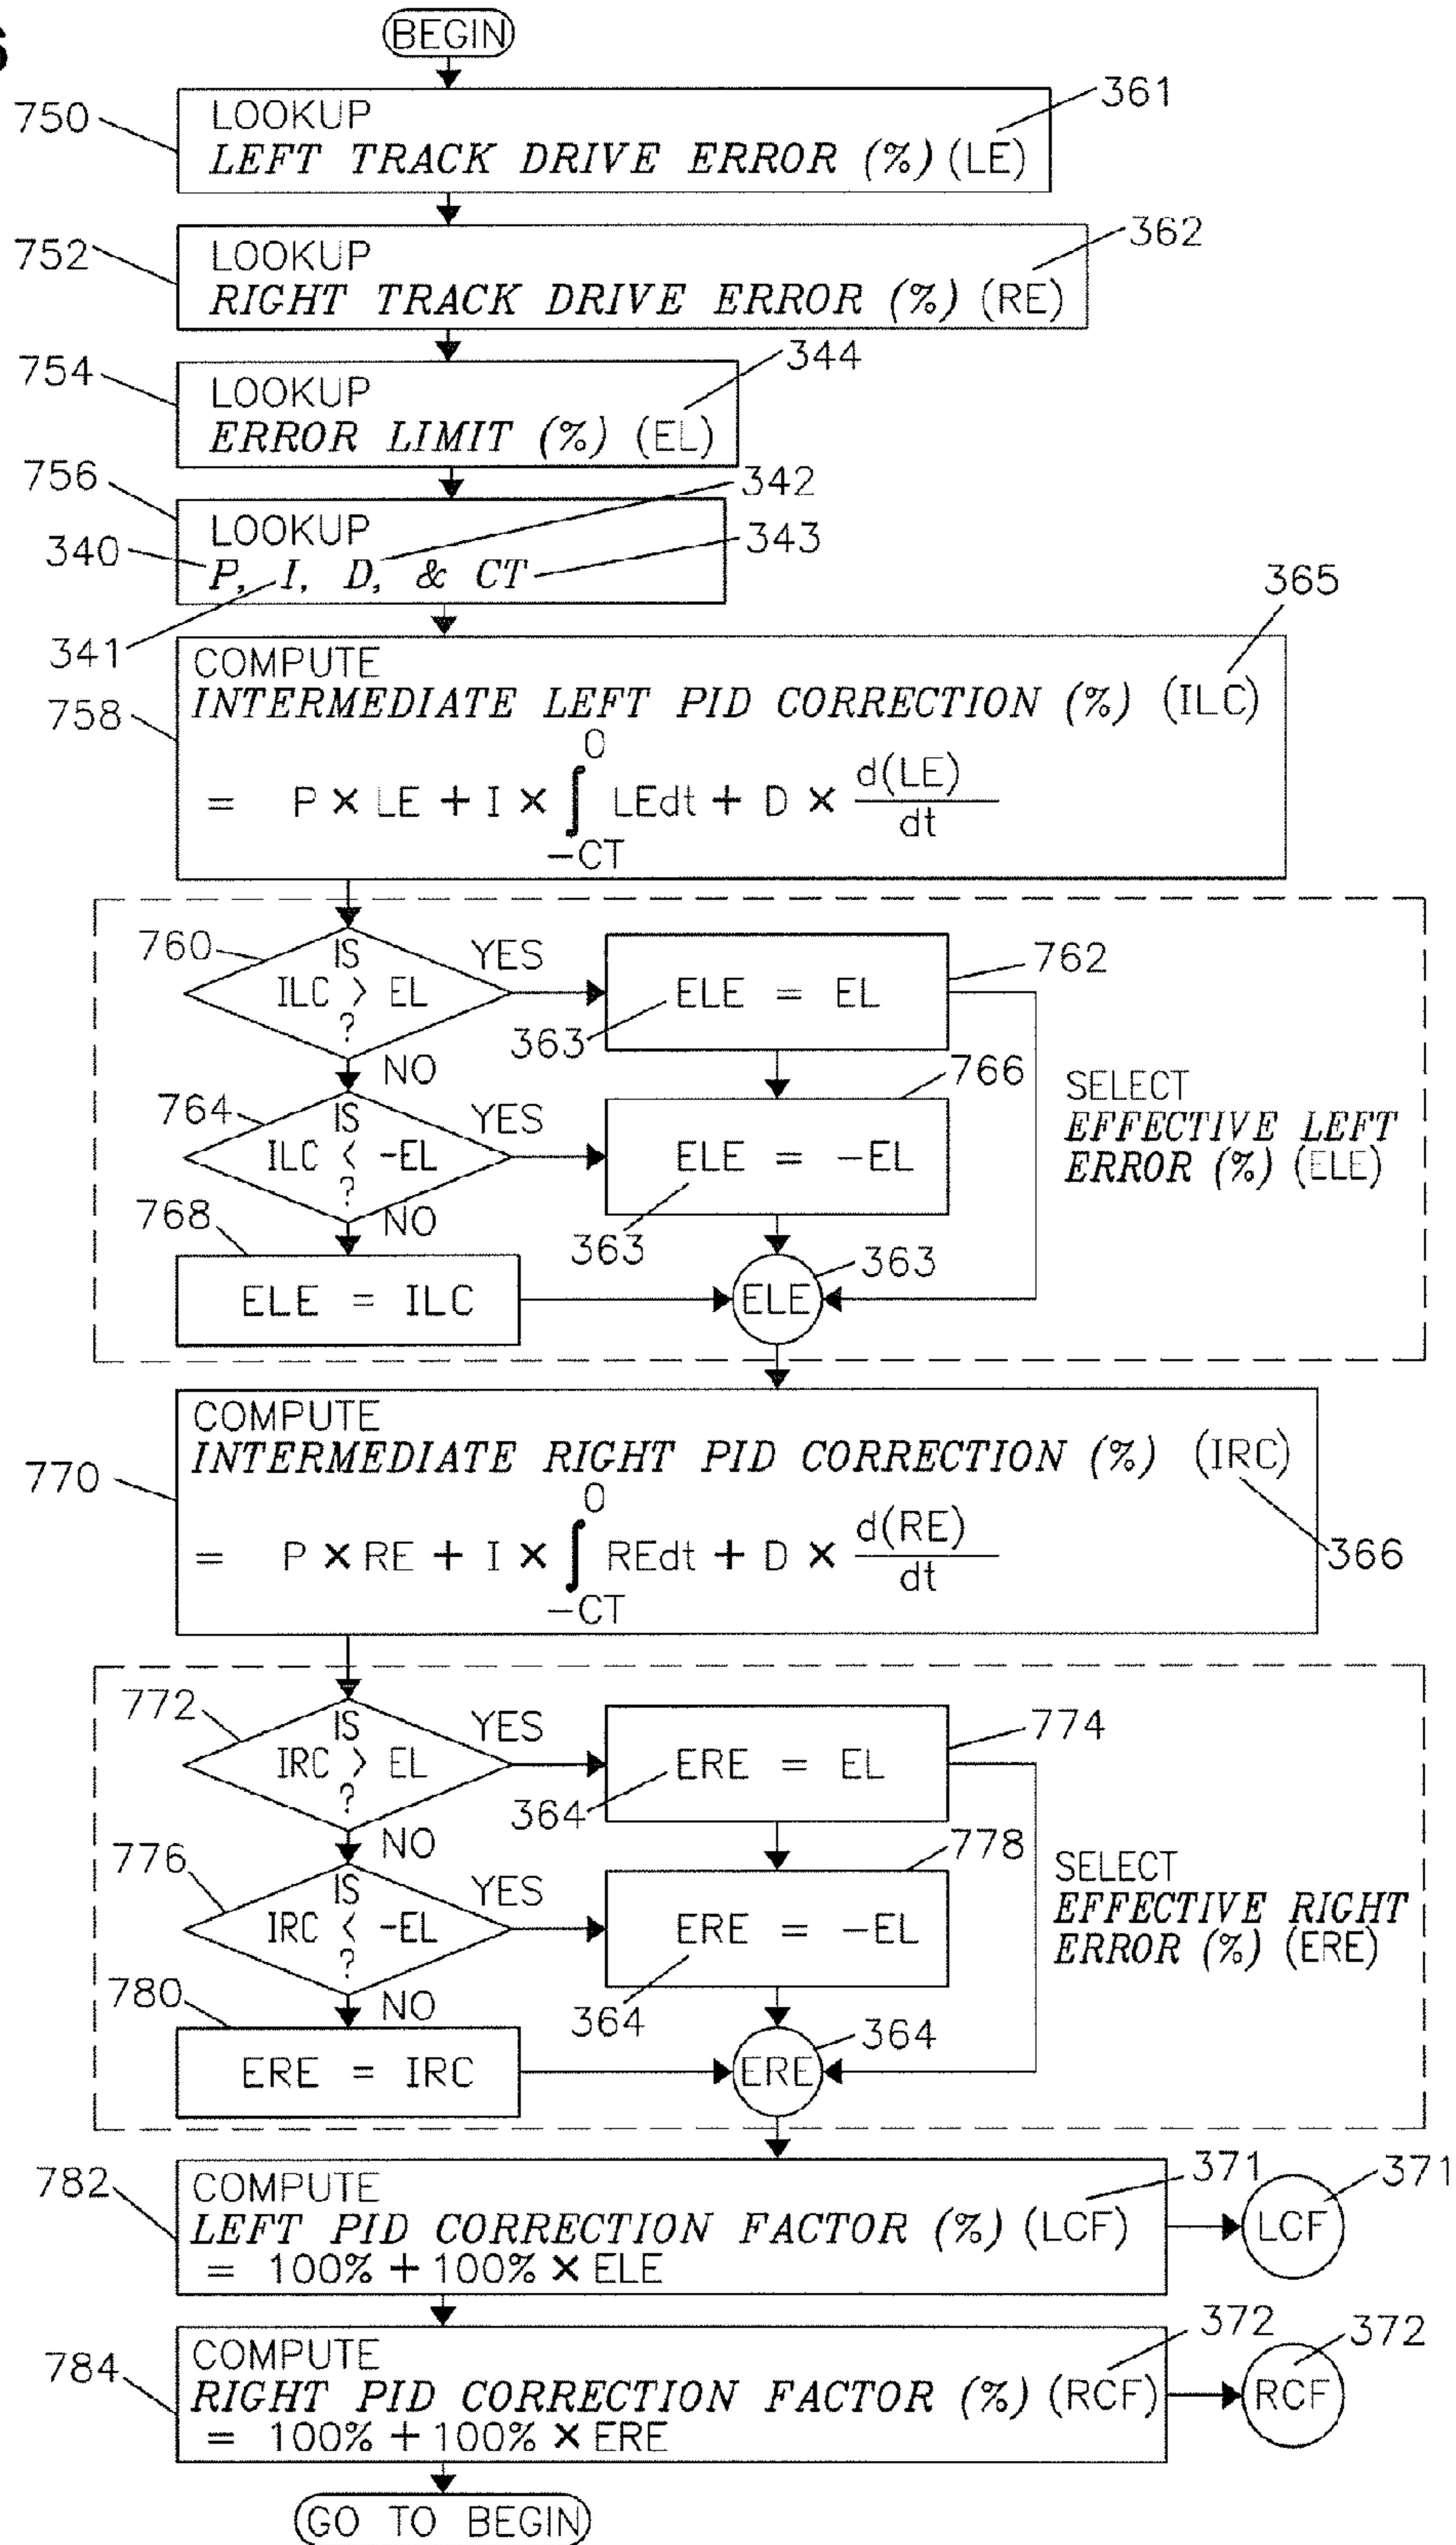 6
BEGIN
750
LOOKUP
LEFT TRACK DRIVE ERROR (%) (LE)
361
752
LOOKUP
RIGHT TRACK DRIVE ERROR (%) (RE)
362
754
LOOKUP
ERROR LIMIT (%) (EL)
344
756
LOOKUP
P, I, D, & CT
340
341
342
343
365
758
COMPUTE
INTERMEDIATE LEFT PID CORRECTION (%) (ILC)
= P × LE + I × ∫ 0 -CT LEdt + D × d(LE)/dt
760
IS
ILC > EL
?
YES
NO
ELE = EL
762
363
764
IS
ILC < -EL
?
YES
NO
ELE = -EL
766
363
768
ELE = ILC
ELE
363
SELECT
EFFECTIVE LEFT
ERROR (%) (ELE)
770
COMPUTE
INTERMEDIATE RIGHT PID CORRECTION (%) (IRC)
= P × RE + I × ∫ 0 -CT REdt + D × d(RE)/dt
366
772
IS
IRC > EL
?
YES
NO
ERE = EL
774
364
776
IS
IRC < -EL
?
YES
NO
ERE = -EL
778
364
780
ERE = IRC
ERE
364
SELECT
EFFECTIVE RIGHT
ERROR (%) (ERE)
782
COMPUTE
LEFT PID CORRECTION FACTOR (%) (LCF)
= 100% + 100% × ELE
371
LCF
371
784
COMPUTE
RIGHT PID CORRECTION FACTOR (%) (RCF)
= 100% + 100% × ERE
372
RCF
372
GO TO BEGIN